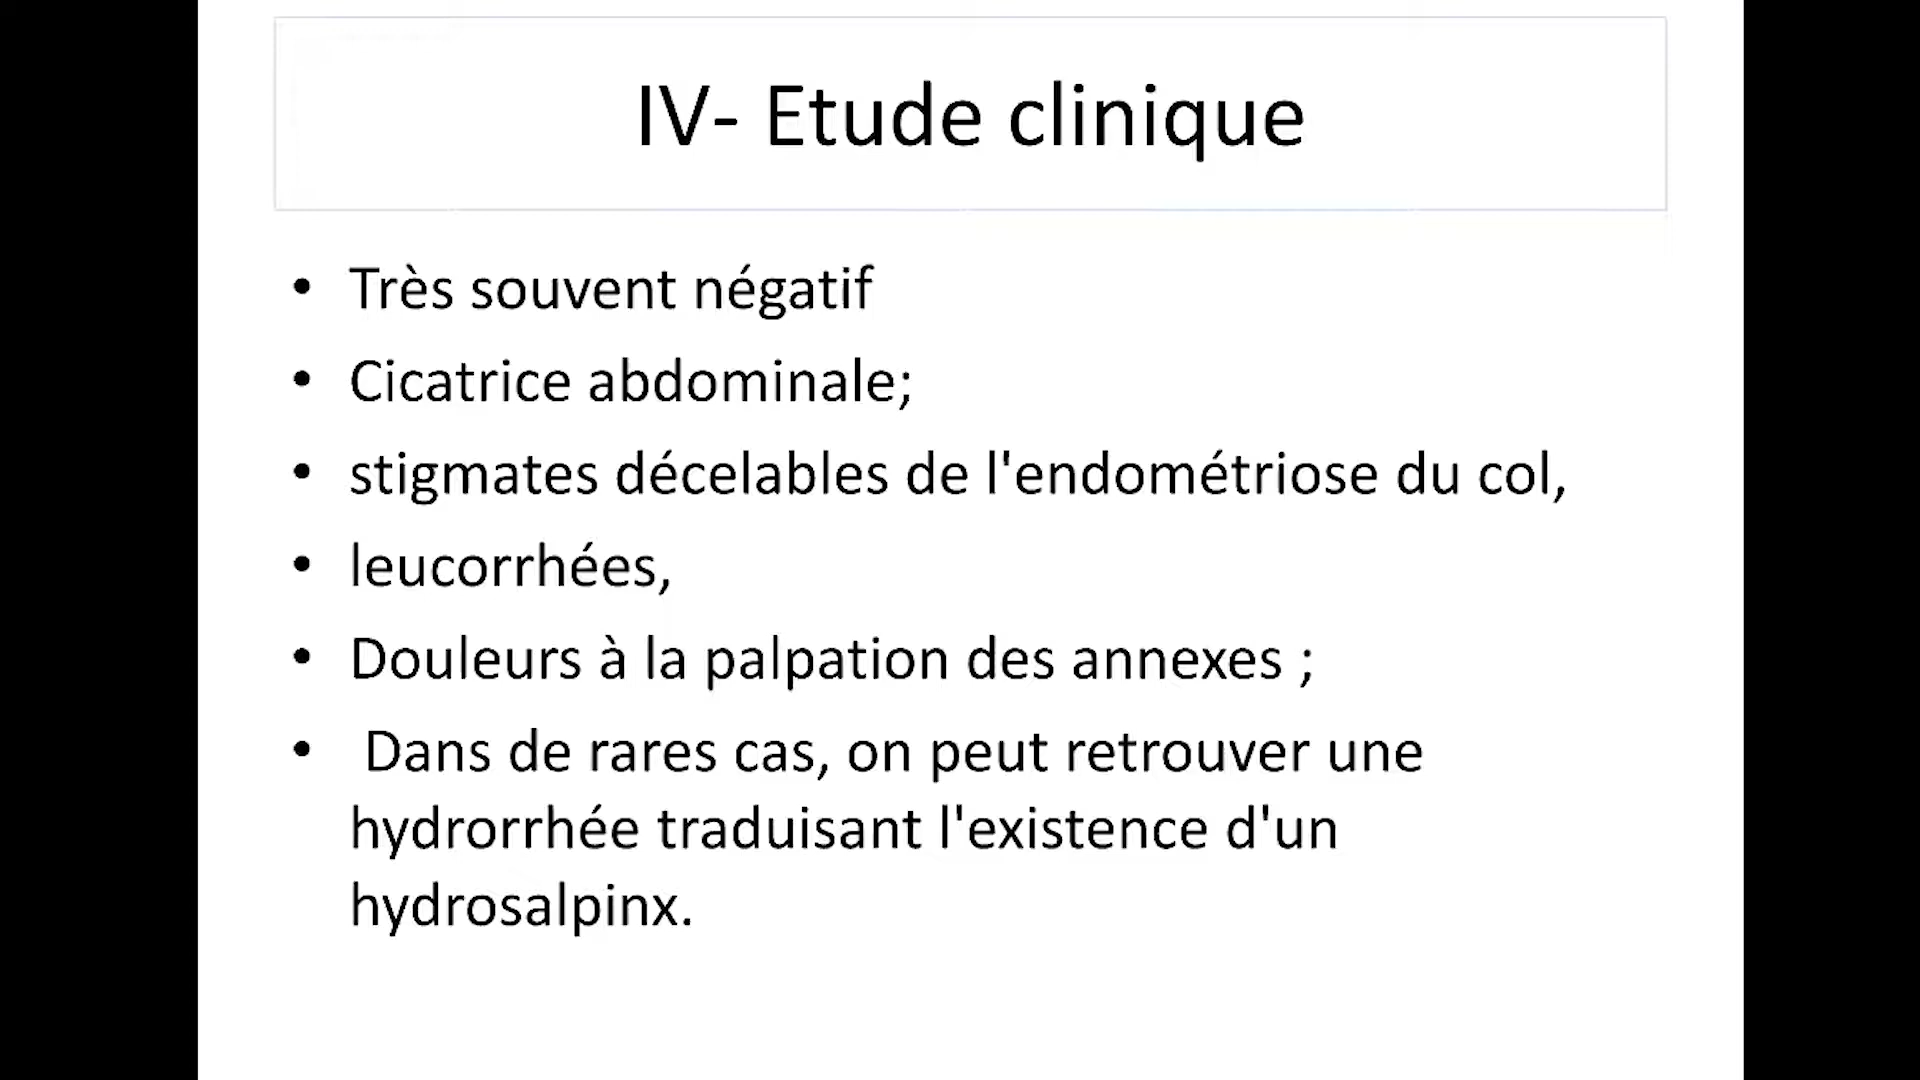 IV- Etude clinique
• Très souvent négatif
• Cicatrice abdominale;
• stigmates décelables de l'endométriose du col,
• leucorrhées,
• Douleurs à la palpation des annexes ;
• Dans de rares cas, on peut retrouver une
hydrorrhée traduisant l'existence d'un
hydrosalpinx.